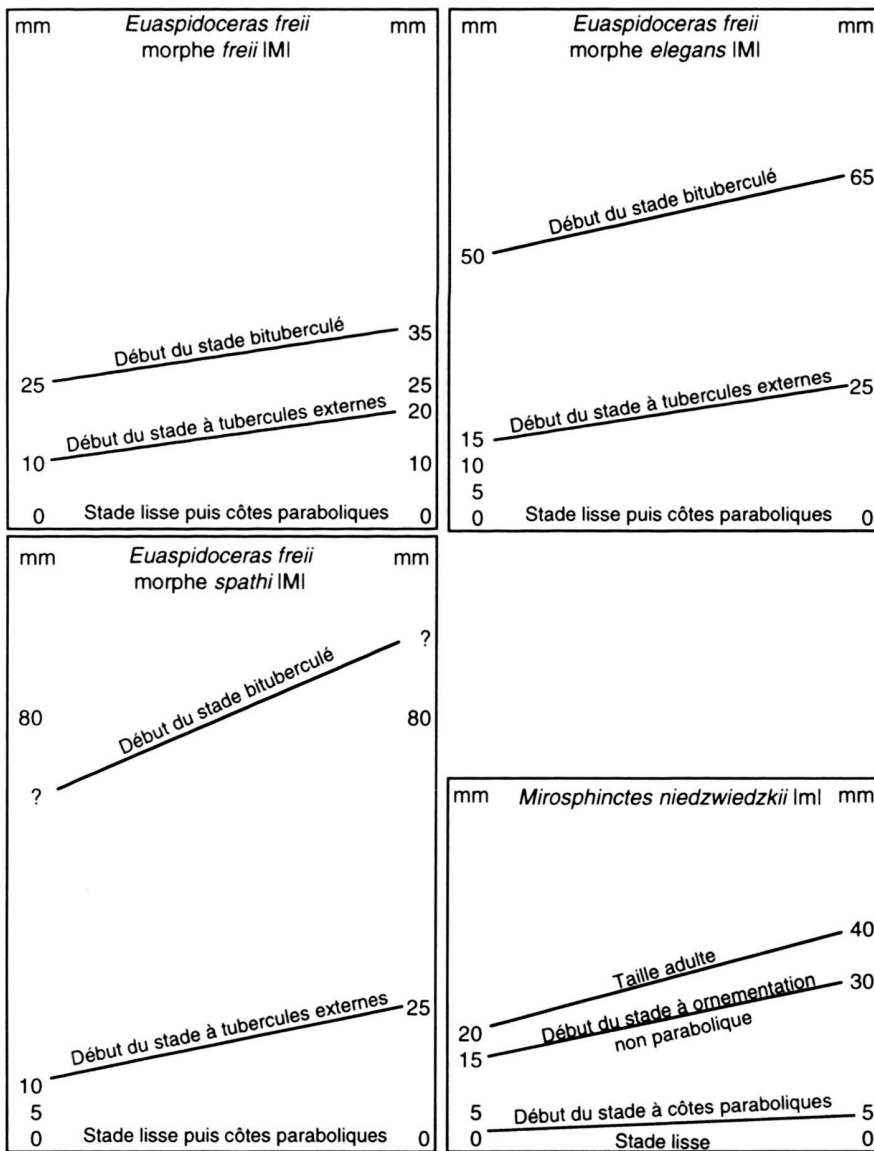 mm Euaspidoceras freii mm
morphe freii |M|
Début du stade bituberculé
35
25
25
Début du stade à tubercules externes
20
10
10
0 Stade lisse puis côtes paraboliques 0
mm Euaspidoceras freii mm
morphe elegans |M|
65
Début du stade bituberculé
50
Début du stade à tubercules externes
25
15
10
5
0 Stade lisse puis côtes paraboliques 0
mm Euaspidoceras freii mm
morphe spathi |M|
?
Début du stade bituberculé
80 80
?
Début du stade à tubercules externes
25
10
5
0 Stade lisse puis côtes paraboliques 0
mm Mirosphinctes niedzwiedzkii |m| mm
40
Taille adulte
30
20
Début du stade à ornementation
non parabolique
15
5 Début du stade à côtes paraboliques 5
0 Stade lisse 0